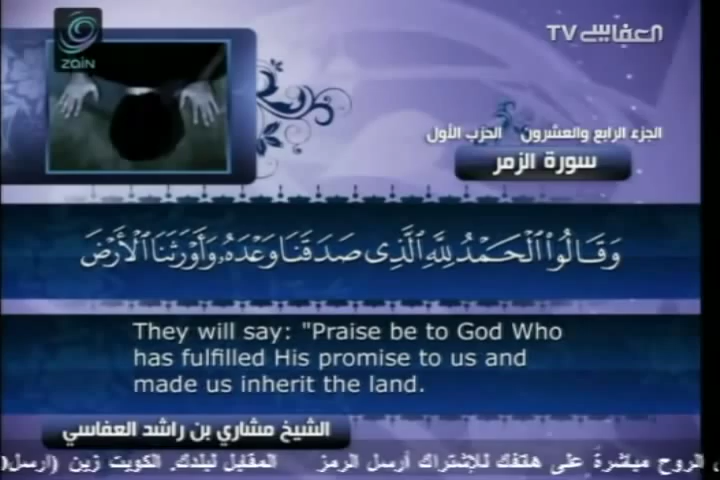 ZAIN
العفاسي TV
الجزء الرابع والعشرون الحزب الأول
سورة الزمر
وَقَالُوا۟ ٱلْحَمْدُ لِلَّهِ ٱلَّذِى صَدَقَنَا وَعْدَهُۥ وَأَوْرَثَنَا ٱلْأَرْضَ
They will say: "Praise be to God Who
has fulfilled His promise to us and
made us inherit the land.
الشيخ مشاري بن راشد العفاسي
الروح مباشرة على هاتفك للإشتراك أرسل الرمز المقابل لبلدك. الكويت زين (ارسل